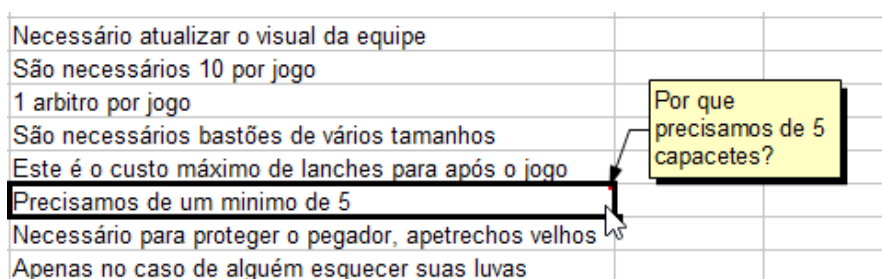 Necessário atualizar o visual da equipe
São necessários 10 por jogo
1 arbitro por jogo
São necessários bastões de vários tamanhos
Este é o custo máximo de lanches para após o jogo
Precisamos de um minimo de 5
Necessário para proteger o pegador, apetrechos velhos
Apenas no caso de alguém esquecer suas luvas
Por que
precisamos de 5
capacetes?